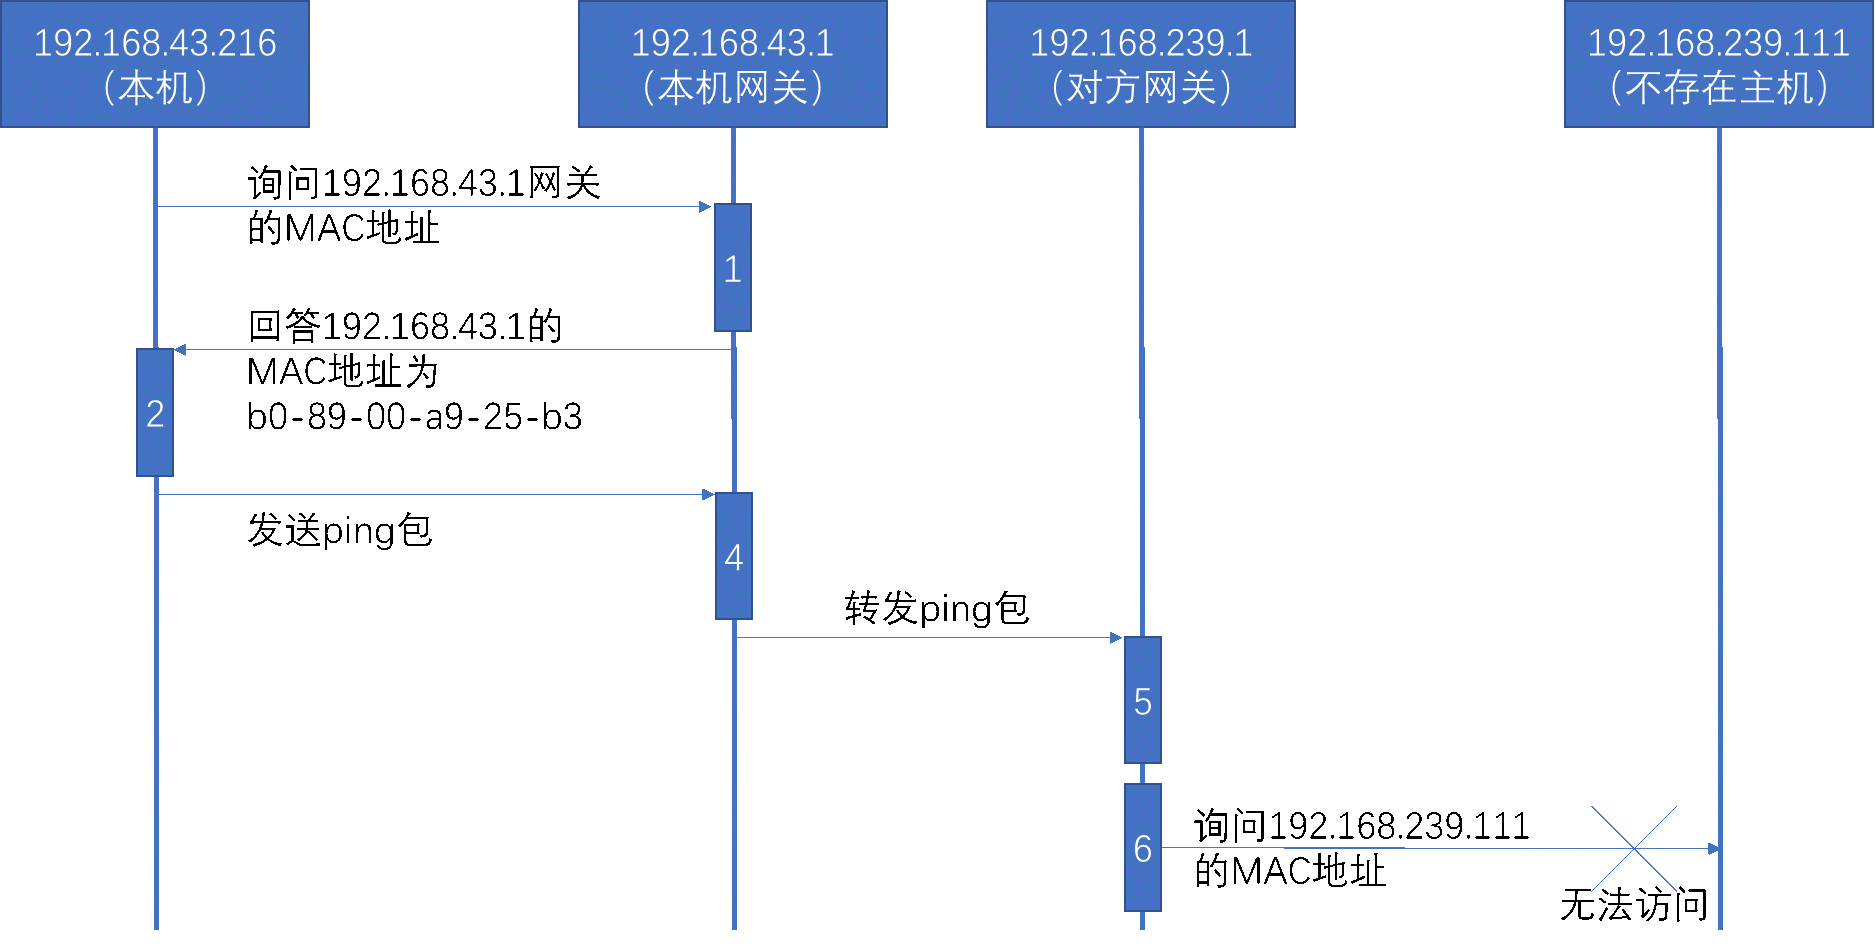 192.168.43.216
（本机）
192.168.43.1
（本机网关）
192.168.239.1
（对方网关）
192.168.239.111
（不存在主机）
询问192.168.43.1网关
的MAC地址
1
回答192.168.43.1的
MAC地址为
b0-89-00-a9-25-b3
2
发送ping包
4
转发ping包
5
询问192.168.239.111
的MAC地址
6
无法访问